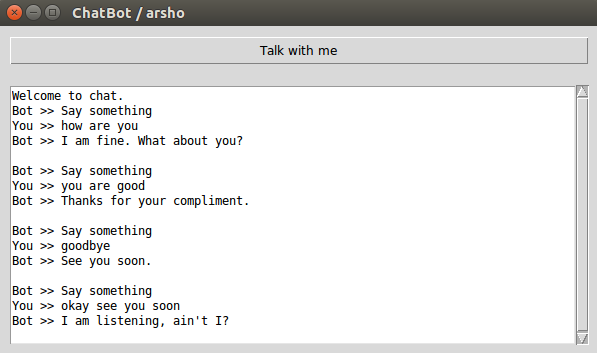 ChatBot / arsho
Talk with me
Welcome to chat.
Bot >> Say something
You >> how are you
Bot >> I am fine. What about you?
Bot >> Say something
You >> you are good
Bot >> Thanks for your compliment.
Bot >> Say something
You >> goodbye
Bot >> See you soon.
Bot >> Say something
You >> okay see you soon
Bot >> I am listening, ain't I?